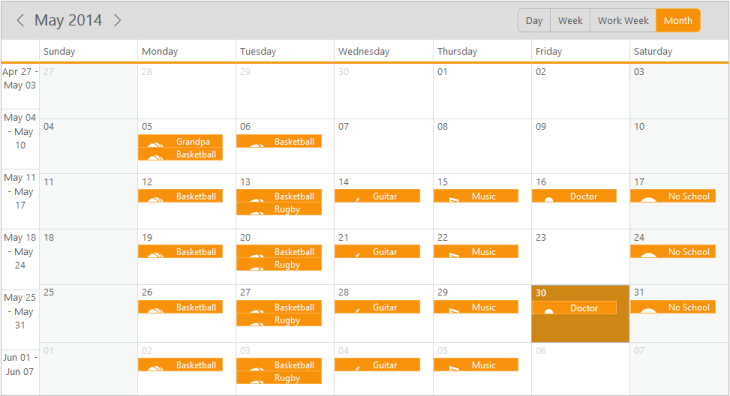 May 2014
Day Week Work Week Month
Sunday Monday Tuesday Wednesday Thursday Friday Saturday
Apr 27 -
May 03
27 28 29 30 01 02 03
May 04
- May
10
04 05 06 07 08 09 10
Grandpa Basketball
Basketball
May 11
- May
17
11 12 13 14 15 16 17
Basketball Basketball Guitar Music Doctor No School
Rugby
May 18
- May
24
18 19 20 21 22 23 24
Basketball Basketball Guitar Music No School
Rugby
May 25
- May
31
25 26 27 28 29 30 31
Basketball Basketball Guitar Music Doctor No School
Rugby
Jun 01 -
Jun 07
01 02 03 04 05 06 07
Basketball Basketball Guitar Music
Rugby